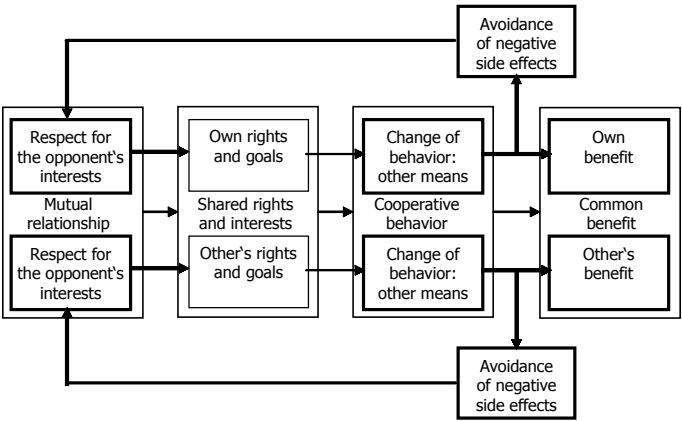 Avoidance
of negative
side effects
Respect for
the opponent‘s
interests
Own rights
and goals
Change of
behavior:
other means
Own
benefit
Mutual
relationship
Shared rights
and interests
Cooperative
behavior
Common
benefit
Respect for
the opponent‘s
interests
Other‘s rights
and goals
Change of
behavior:
other means
Other‘s
benefit
Avoidance
of negative
side effects